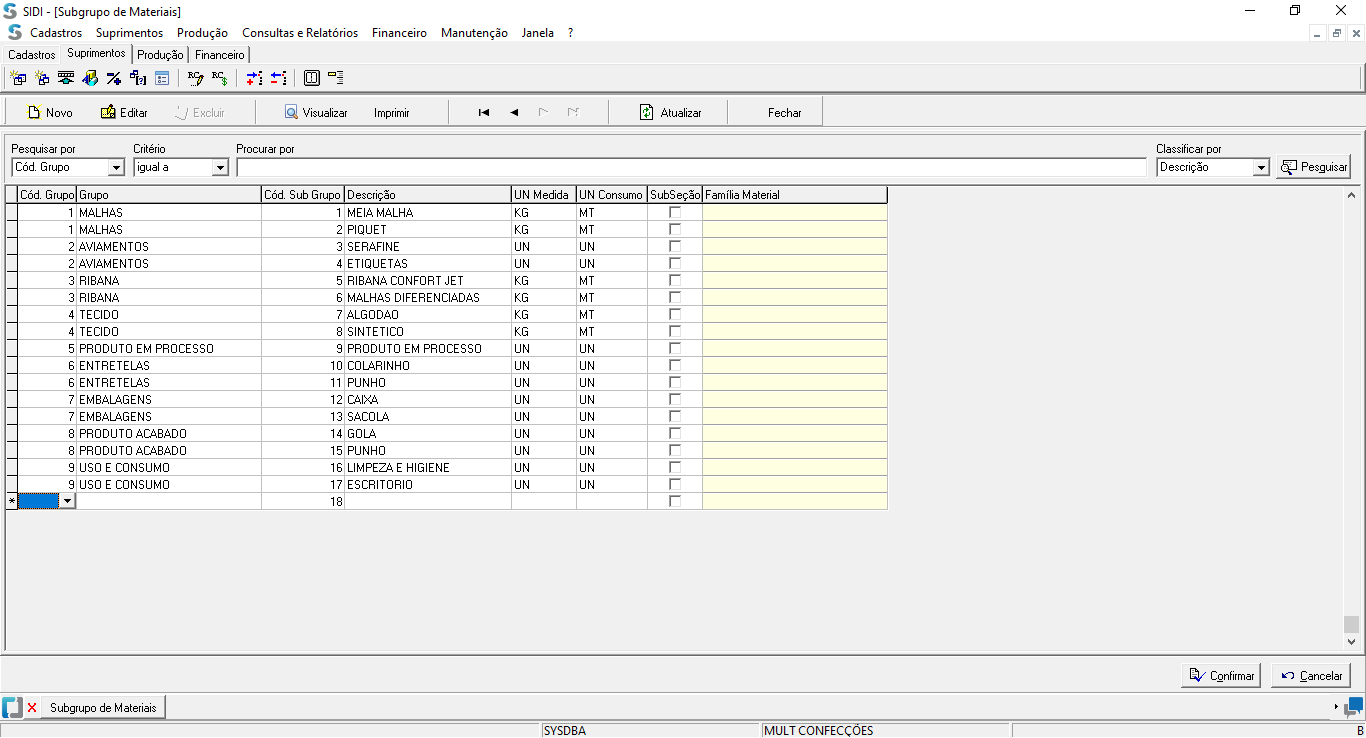 SIDI - [Subgrupo de Materiais]
Cadastros Suprimentos Produção Consultas e Relatórios Financeiro Manutenção Janela ?
Cadastros Suprimentos Produção Financeiro
Novo Editar Excluir Visualizar Imprimir Atualizar Fechar
Pesquisar por Critério Procurar por Classificar por
Cód. Grupo igual a Descrição Pesquisar
Cód. Grupo Grupo Cód. Sub Grupo Descrição UN Medida UN Consumo SubSeção Família Material
1 MALHAS 1 MEIA MALHA KG MT
1 MALHAS 2 PIQUET KG MT
2 AVIAMENTOS 3 SERAFINE UN UN
2 AVIAMENTOS 4 ETIQUETAS UN UN
3 RIBANA 5 RIBANA CONFORT JET KG MT
3 RIBANA 6 MALHAS DIFERENCIADAS KG MT
4 TECIDO 7 ALGODAO KG MT
4 TECIDO 8 SINTETICO KG MT
5 PRODUTO EM PROCESSO 9 PRODUTO EM PROCESSO UN UN
6 ENTRETELAS 10 COLARINHO UN UN
6 ENTRETELAS 11 PUNHO UN UN
7 EMBALAGENS 12 CAIXA UN UN
7 EMBALAGENS 13 SACOLA UN UN
8 PRODUTO ACABADO 14 GOLA UN UN
8 PRODUTO ACABADO 15 PUNHO UN UN
9 USO E CONSUMO 16 LIMPEZA E HIGIENE UN UN
9 USO E CONSUMO 17 ESCRITORIO UN UN
* 18
Confirmar Cancelar
Subgrupo de Materiais
SYSDBA MULT CONFECÇÕES B